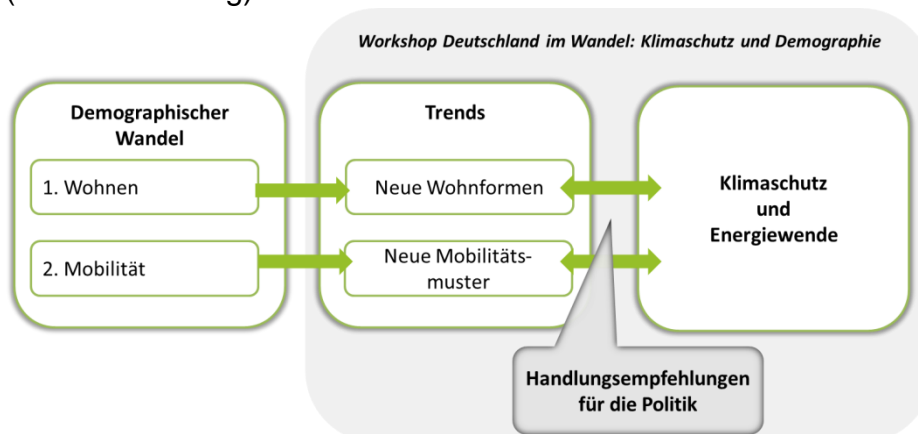 Workshop Deutschland im Wandel: Klimaschutz und Demographie
Demographischer
Wandel
1. Wohnen
2. Mobilität
Trends
Neue Wohnformen
Neue Mobilitäts-
muster
Klimaschutz
und
Energiewende
Handlungsempfehlungen
für die Politik